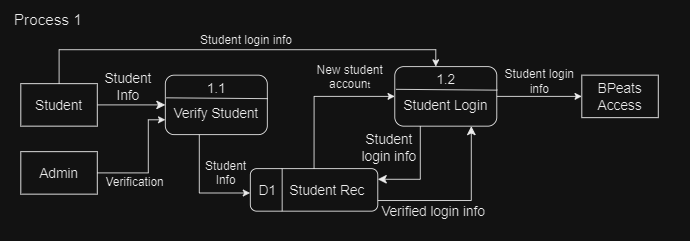 Process 1
Student login info
Student
Student
Info
1.1
Verify Student
New student
account
1.2
Student Login
Student login
info
BPeats
Access
Admin
Verification
Student
Info
D1
Student Rec
Student
login info
Verified login info